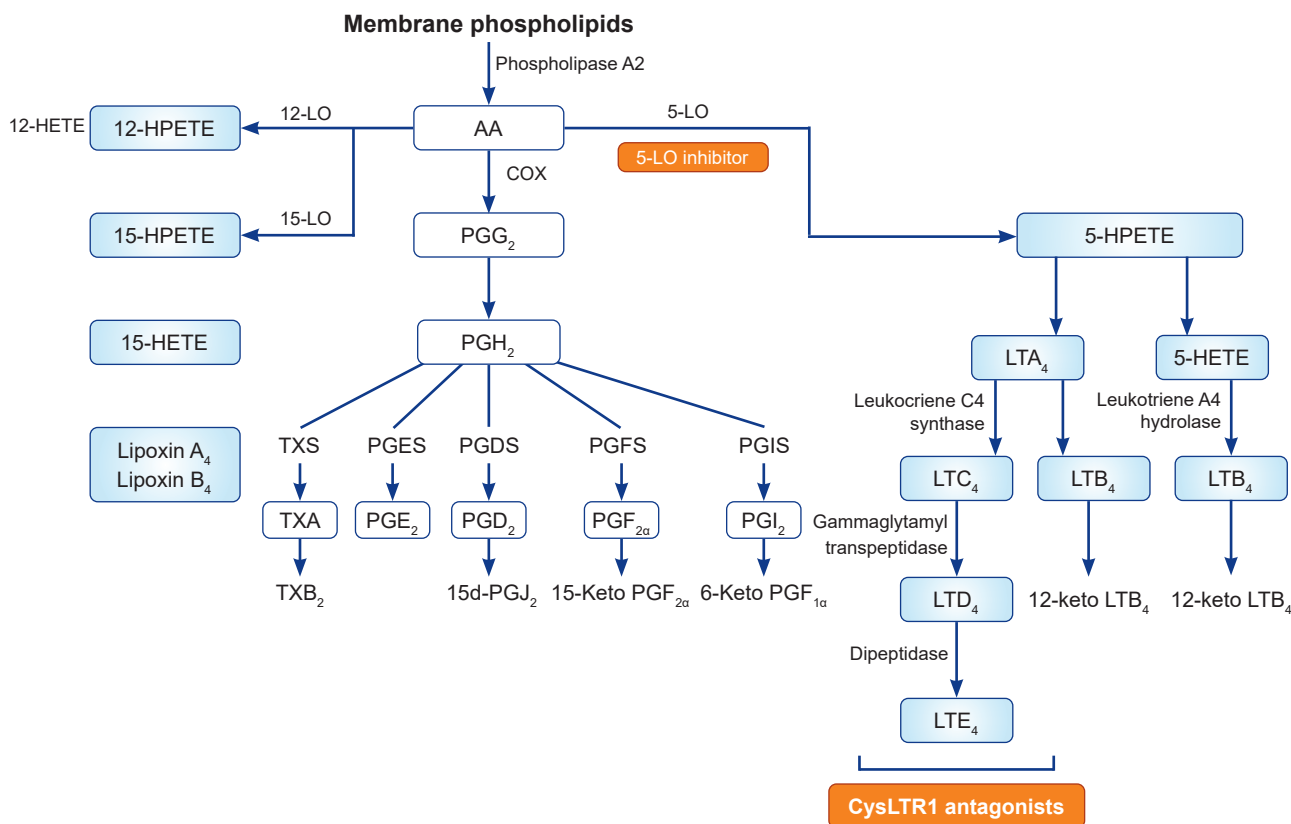 Membrane phospholipids
Phospholipase A2
12-HETE
12-HPETE
12-LO
AA
5-LO
5-LO inhibitor
COX
15-HPETE
15-LO
PGG₂
5-HPETE
15-HETE
PGH₂
LTA₄
5-HETE
Leukocriene C4
synthase
Leukotriene A4
hydrolase
Lipoxin A₄
Lipoxin B₄
TXS
PGES
PGDS
PGFS
PGIS
LTC₄
LTB₄
LTB₄
TXA
PGE₂
PGD₂
PGF₂α
PGI₂
Gammaglytamyl
transpeptidase
TXB₂
15d-PGJ₂
15-Keto PGF₂α
6-Keto PGF₁α
LTD₄
12-keto LTB₄
12-keto LTB₄
Dipeptidase
LTE₄
CysLTR1 antagonists